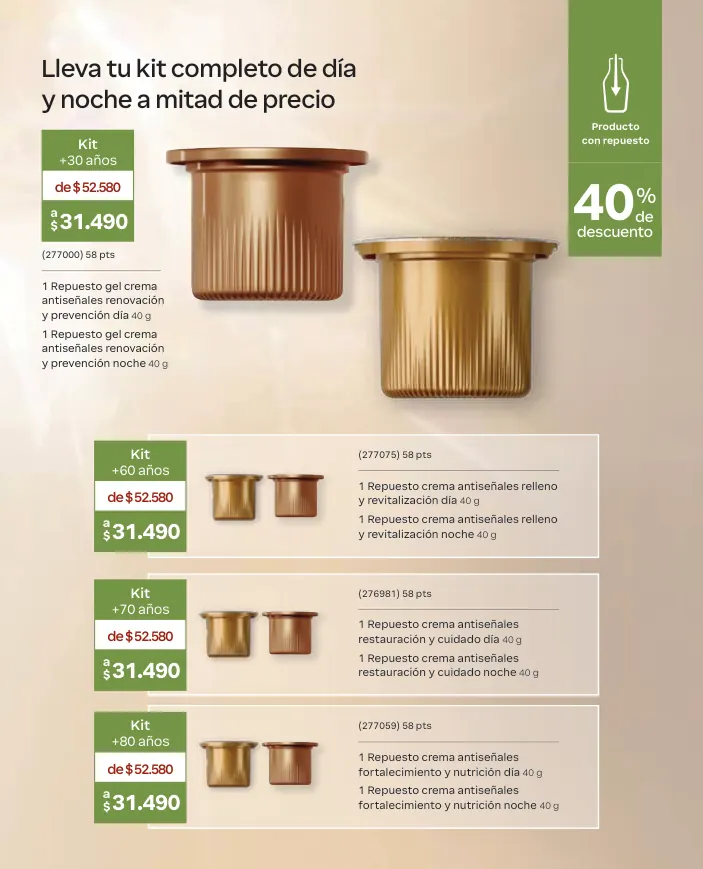 Lleva tu kit completo de día
y noche a mitad de precio
Producto
con repuesto
40%
de
descuento
Kit
+30 años
de $ 52.580
a
$ 31.490
(277000) 58 pts
1 Repuesto gel crema
antiseñales renovación
y prevención día 40 g
1 Repuesto gel crema
antiseñales renovación
y prevención noche 40 g
Kit
+60 años
de $ 52.580
a
$ 31.490
(277075) 58 pts
1 Repuesto crema antiseñales relleno
y revitalización día 40 g
1 Repuesto crema antiseñales relleno
y revitalización noche 40 g
Kit
+70 años
de $ 52.580
a
$ 31.490
(276981) 58 pts
1 Repuesto crema antiseñales
restauración y cuidado día 40 g
1 Repuesto crema antiseñales
restauración y cuidado noche 40 g
Kit
+80 años
de $ 52.580
a
$ 31.490
(277059) 58 pts
1 Repuesto crema antiseñales
fortalecimiento y nutrición día 40 g
1 Repuesto crema antiseñales
fortalecimiento y nutrición noche 40 g